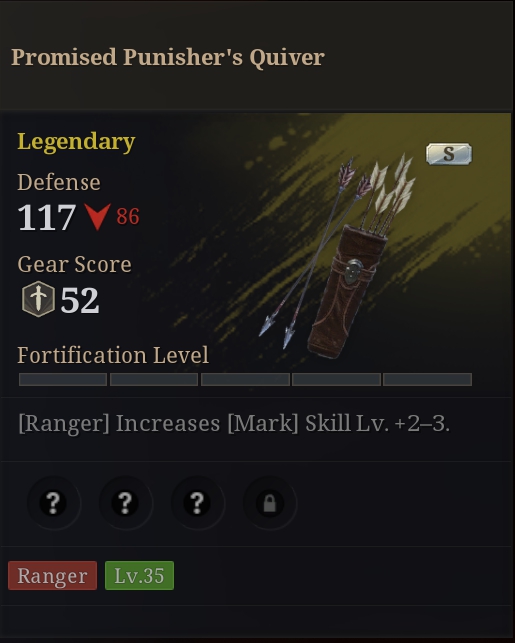 Promised Punisher's Quiver
Legendary
S
Defense
117 86
Gear Score
52
Fortification Level
[Ranger] Increases [Mark] Skill Lv. +2–3.
? ? ?
Ranger Lv.35